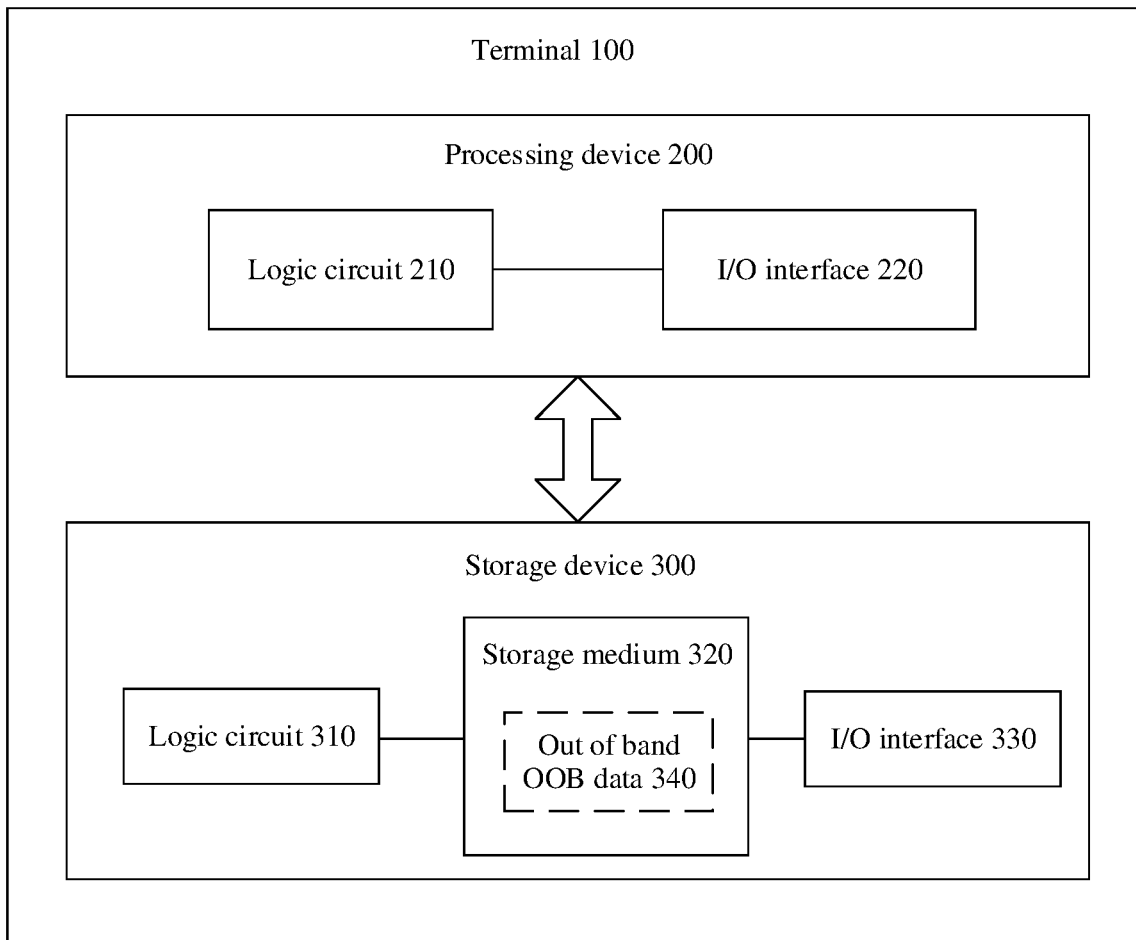 Terminal 100
Processing device 200
Logic circuit 210
I/O interface 220
Storage device 300
Storage medium 320
Logic circuit 310
Out of band
OOB data 340
I/O interface 330